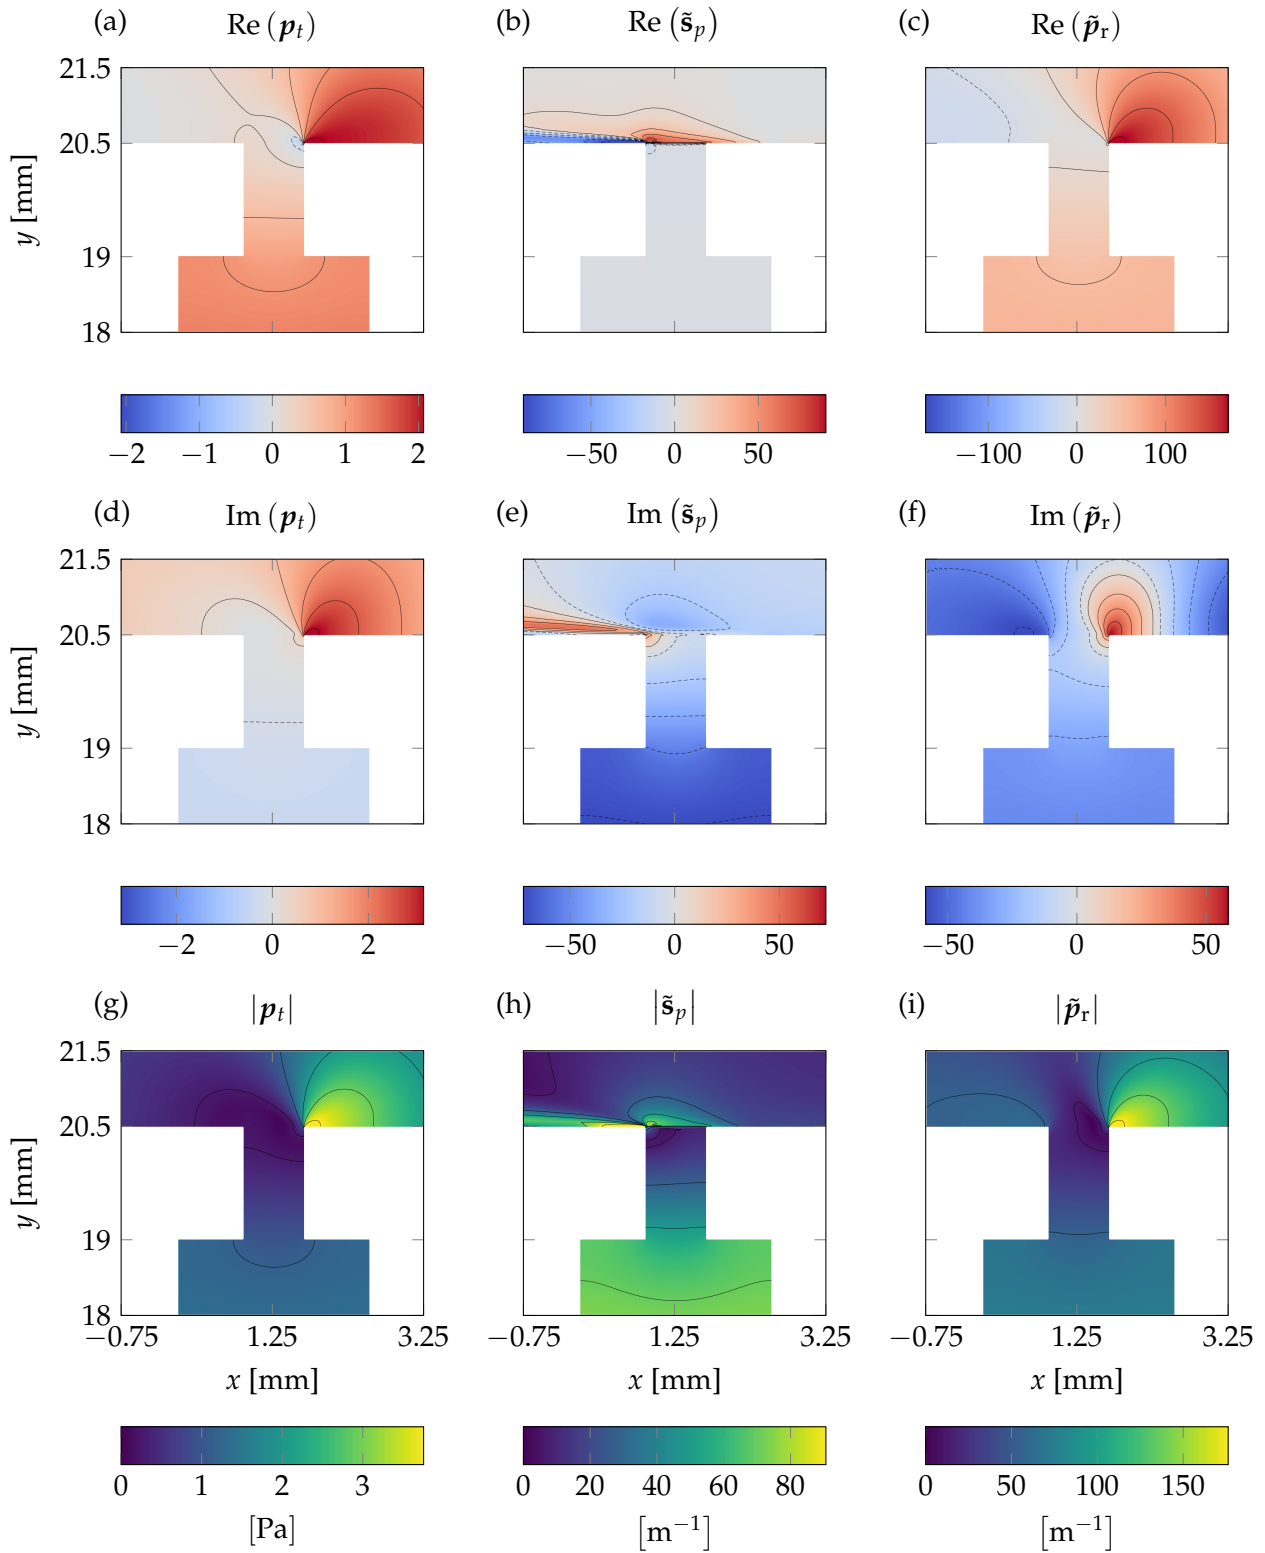 (a) Re (p_t) (b) Re (s̃_p) (c) Re (p̃_r)
21.5
20.5
y [mm]
19
18
−2 −1 0 1 2 −50 0 50 −100 0 100
(d) Im (p_t) (e) Im (s̃_p) (f) Im (p̃_r)
21.5
20.5
y [mm]
19
18
−2 0 2 −50 0 50 −50 0 50
(g) |p_t| (h) |s̃_p| (i) |p̃_r|
21.5
20.5
y [mm]
19
18
−0.75 1.25 3.25 −0.75 1.25 3.25 −0.75 1.25 3.25
x [mm] x [mm] x [mm]
0 1 2 3 0 20 40 60 80 0 50 100 150
[Pa] [m⁻¹] [m⁻¹]